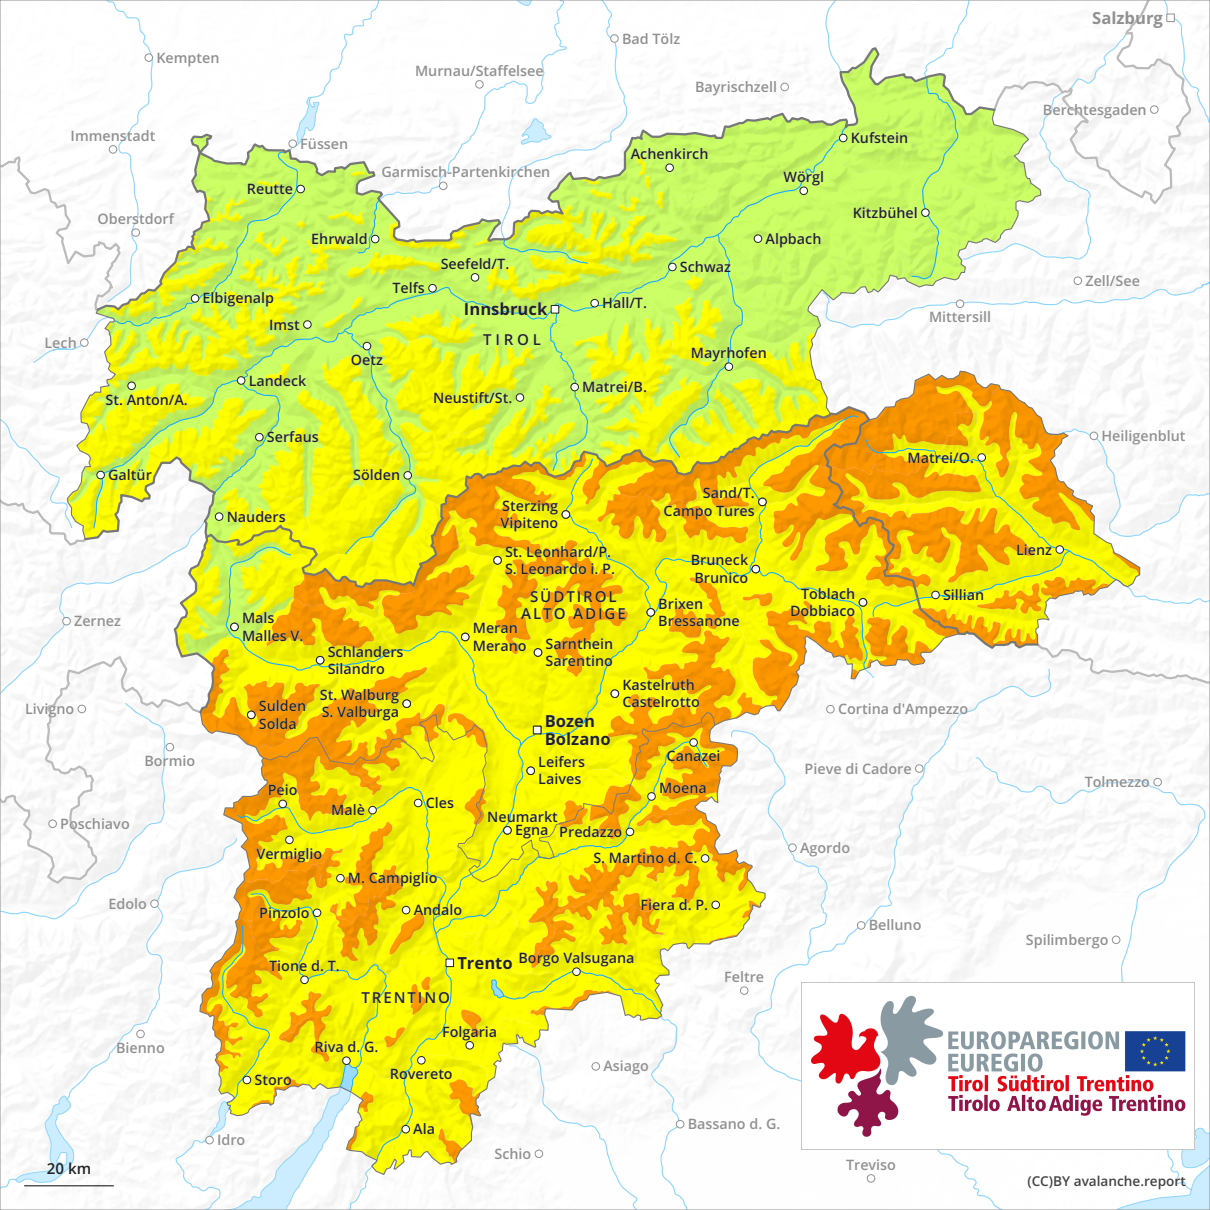 Salzburg
Bad Tölz
Kempten
Murnau/Staffelsee
Bayrischzell
Berchtesgaden
Immenstadt
Kufstein
Füssen
Achenkirch
Garmisch-Partenkirchen
Wörgl
Reutte
Oberstdorf
Kitzbühel
Ehrwald
Alpbach
Seefeld/T.
Schwaz
Zell/See
Telfs
Elbigenalp
Hall/T.
Innsbruck
Mittersill
Imst
TIROL
Lech
Mayrhofen
Oetz
Landeck
Matrei/B.
St. Anton/A.
Neustift/St.
Serfaus
Heiligenblut
Matrei/O.
Galtür
Sölden
Sand/T.
Campo Tures
Sterzing
Vipiteno
Nauders
St. Leonhard/P.
S. Leonardo i. P.
Lienz
Bruneck
Brunico
SÜDTIROL
ALTO ADIGE
Toblach
Dobbiaco
Sillian
Brixen
Bressanone
Zernez
Mals
Malles V.
Meran
Merano
Sarnthein
Sarentino
Schlanders
Silandro
Kastelruth
Castelrotto
St. Walburg
S. Valburga
Livigno
Sulden
Solda
Cortina d'Ampezzo
Bozen
Bolzano
Bormio
Canazei
Leifers
Laives
Pieve di Cadore
Tolmezzo
Peio
Moena
Malè
Cles
Neumarkt
Egna
Predazzo
Poschiavo
Vermiglio
Agordo
S. Martino d. C.
M. Campiglio
Edolo
Pinzolo
Andalo
Fiera d. P.
Belluno
Spilimbergo
Tione d. T.
Trento
Borgo Valsugana
Feltre
TRENTINO
Folgaria
Bienno
Riva d. G.
Rovereto
Asiago
Storo
EUROPAREGION
EUREGIO
Tirol Südtirol Trentino
Tirolo Alto Adige Trentino
Ala
Bassano d. G.
Idro
Schio
Treviso
20 km
(CC)BY avalanche.report